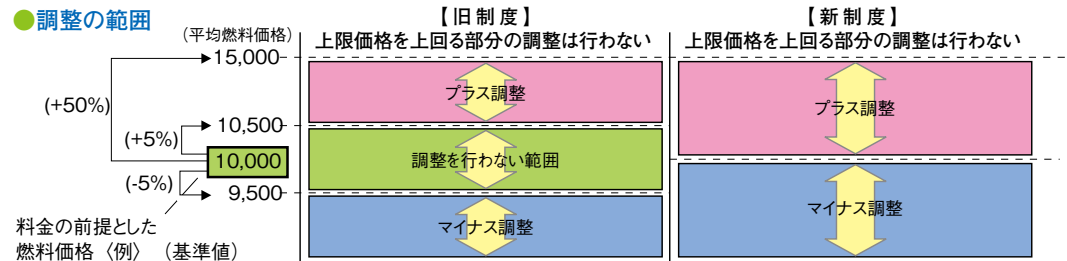 ●調整の範囲
(平均燃料価格)
15,000
(+50%)
10,500
(+5%)
10,000
(-5%)
9,500
料金の前提とした
燃料価格〈例〉（基準値）
【旧制度】
上限価格を上回る部分の調整は行わない
プラス調整
調整を行わない範囲
マイナス調整
【新制度】
上限価格を上回る部分の調整は行わない
プラス調整
マイナス調整